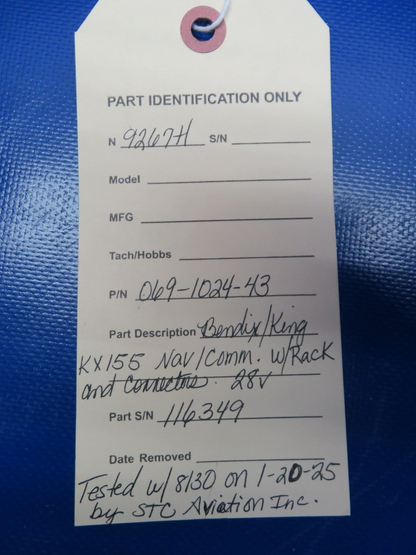 PART IDENTIFICATION ONLY
N 9267H S/N
Model
MFG
Tach/Hobbs
P/N 069-1024-43
Part Description Bendix/King
KX155 Nav/Comm. w/Rack
and Connectors. 28v
Part S/N 116349
Date Removed
Tested w/ 8130 on 1-20-25
by STC Aviation Inc.